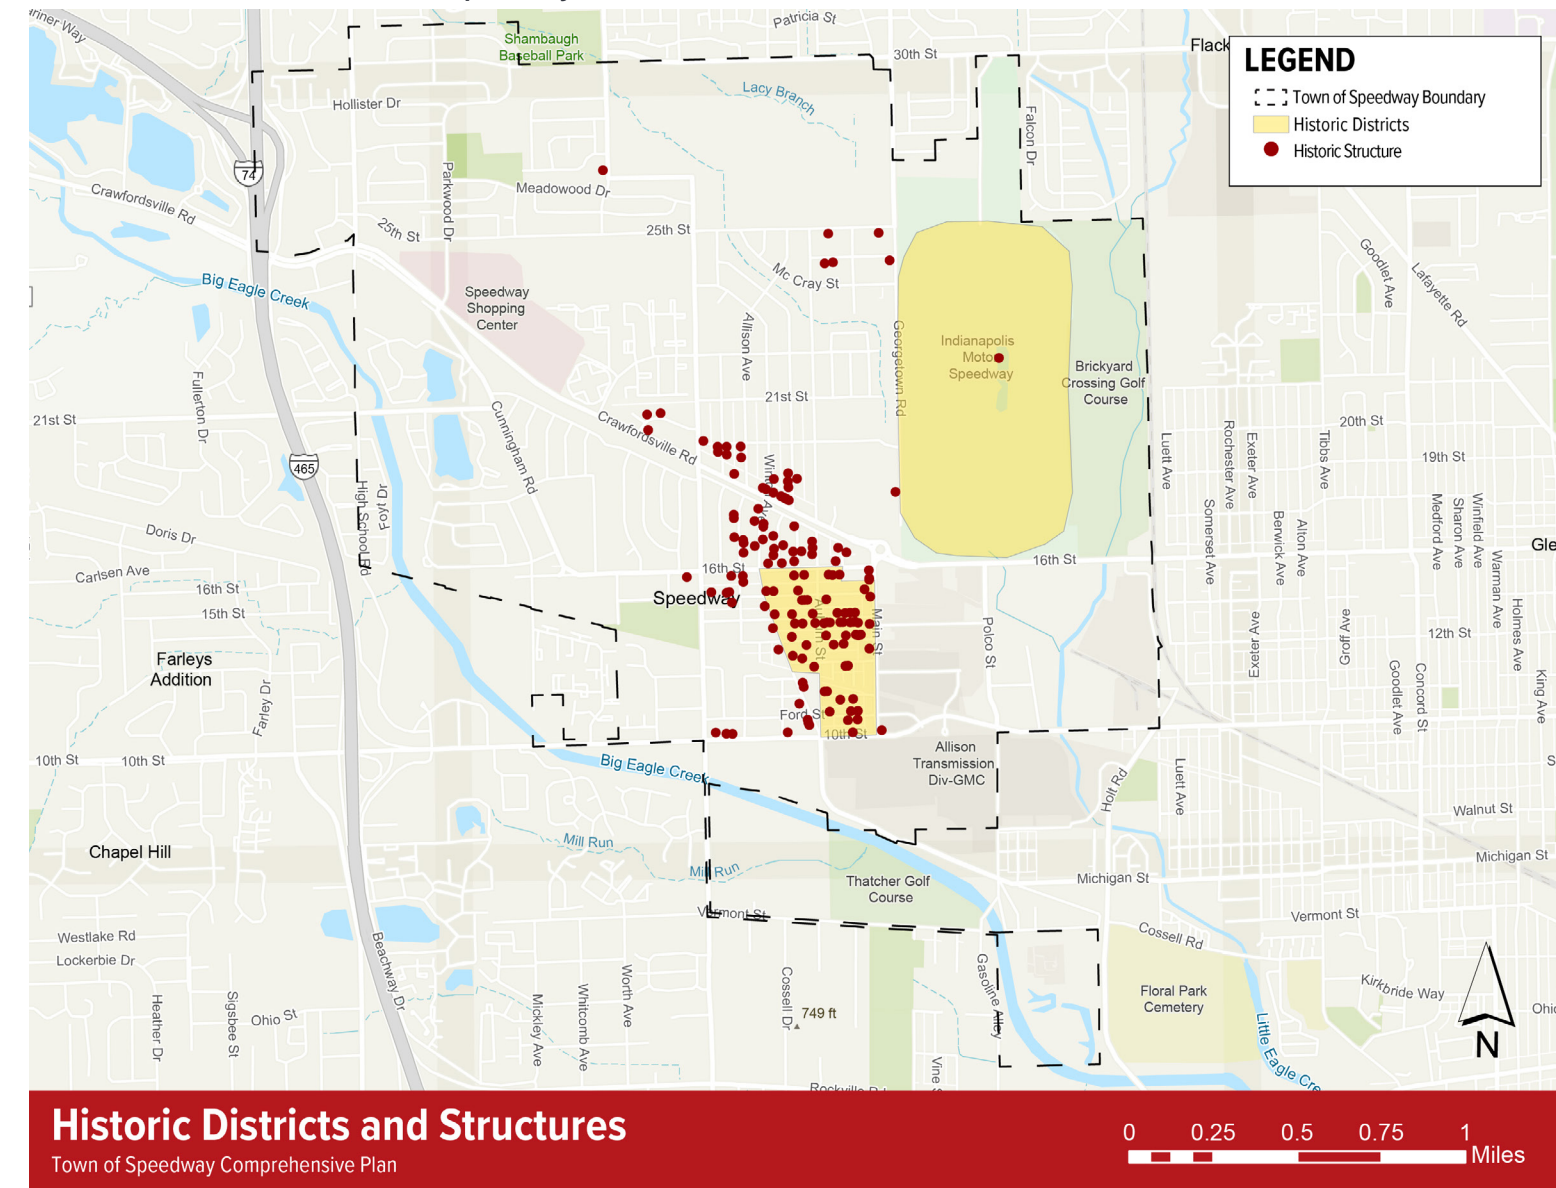 Patricia St
Shambaugh
Baseball Park
30th St
Flack
LEGEND
Town of Speedway Boundary
Historic Districts
Historic Structure
Lacy Branch
Hollister Dr
Falcon Dr
74
Crawfordsville Rd
Parkwood Dr
Meadowood Dr
25th St
25th St
Mc Cray St
Goodlet Ave
Lafayette Rd
Big Eagle Creek
Speedway
Shopping
Center
Allison Ave
Georgetown Rd
Indianapolis
Motor
Speedway
Brickyard
Crossing Golf
Course
Fullerton Dr
21st St
21st St
20th St
Cunningham Rd
Crawfordsville Rd
Luett Ave
Rochester Ave
Exeter Ave
Tibbs Ave
19th St
465
High School Rd
Foyt Dr
Somerset Ave
Berwick Ave
Alton Ave
Medford Ave
Sharon Ave
Winfield Ave
Warman Ave
Doris Dr
Gle
Carlsen Ave
16th St
16th St
16th St
15th St
Speedway
Main St
Polco St
Exeter Ave
Groff Ave
12th St
Holmes Ave
Farleys
Addition
Farley Dr
Goodlet Ave
Concord St
King Ave
Ford St
10th St
10th St
10th St
Big Eagle Creek
Allison
Transmission
Div-GMC
Holt Rd
Luett Ave
Walnut St
Mill Run
Mill Run
Chapel Hill
Michigan St
Michigan St
Thatcher Golf
Course
Vermont St
Vermont St
Westlake Rd
Lockerbie Dr
Beachway Dr
Cossell Rd
Heather Dr
Sigsbee St
Ohio St
Mickley Ave
Whitcomb Ave
Worth Ave
Cossell Dr
749 ft
Gasoline Alley
Floral Park
Cemetery
Kirkbride Way
Ohio
Little Eagle Cre
Vine S
N
Historic Districts and Structures
Town of Speedway Comprehensive Plan
0 0.25 0.5 0.75 1
Miles